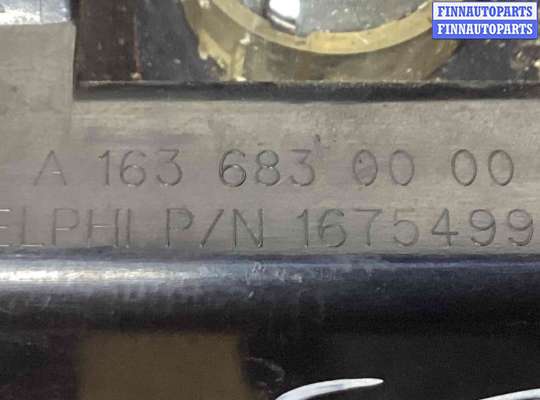 FINNAUTOPARTS
FINNAUTOPARTS
A 163 683 00 00
ELPHI P/N 1675499